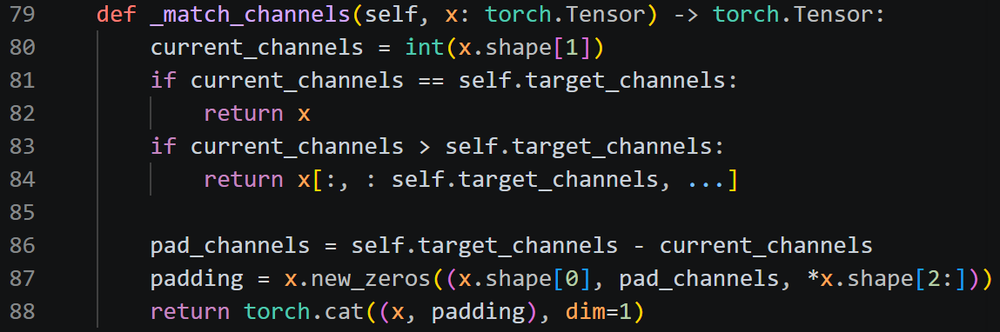 79 def _match_channels(self, x: torch.Tensor) -> torch.Tensor:
80 current_channels = int(x.shape[1])
81 if current_channels == self.target_channels:
82 return x
83 if current_channels > self.target_channels:
84 return x[:, : self.target_channels, ...]
85
86 pad_channels = self.target_channels - current_channels
87 padding = x.new_zeros((x.shape[0], pad_channels, *x.shape[2:]))
88 return torch.cat((x, padding), dim=1)